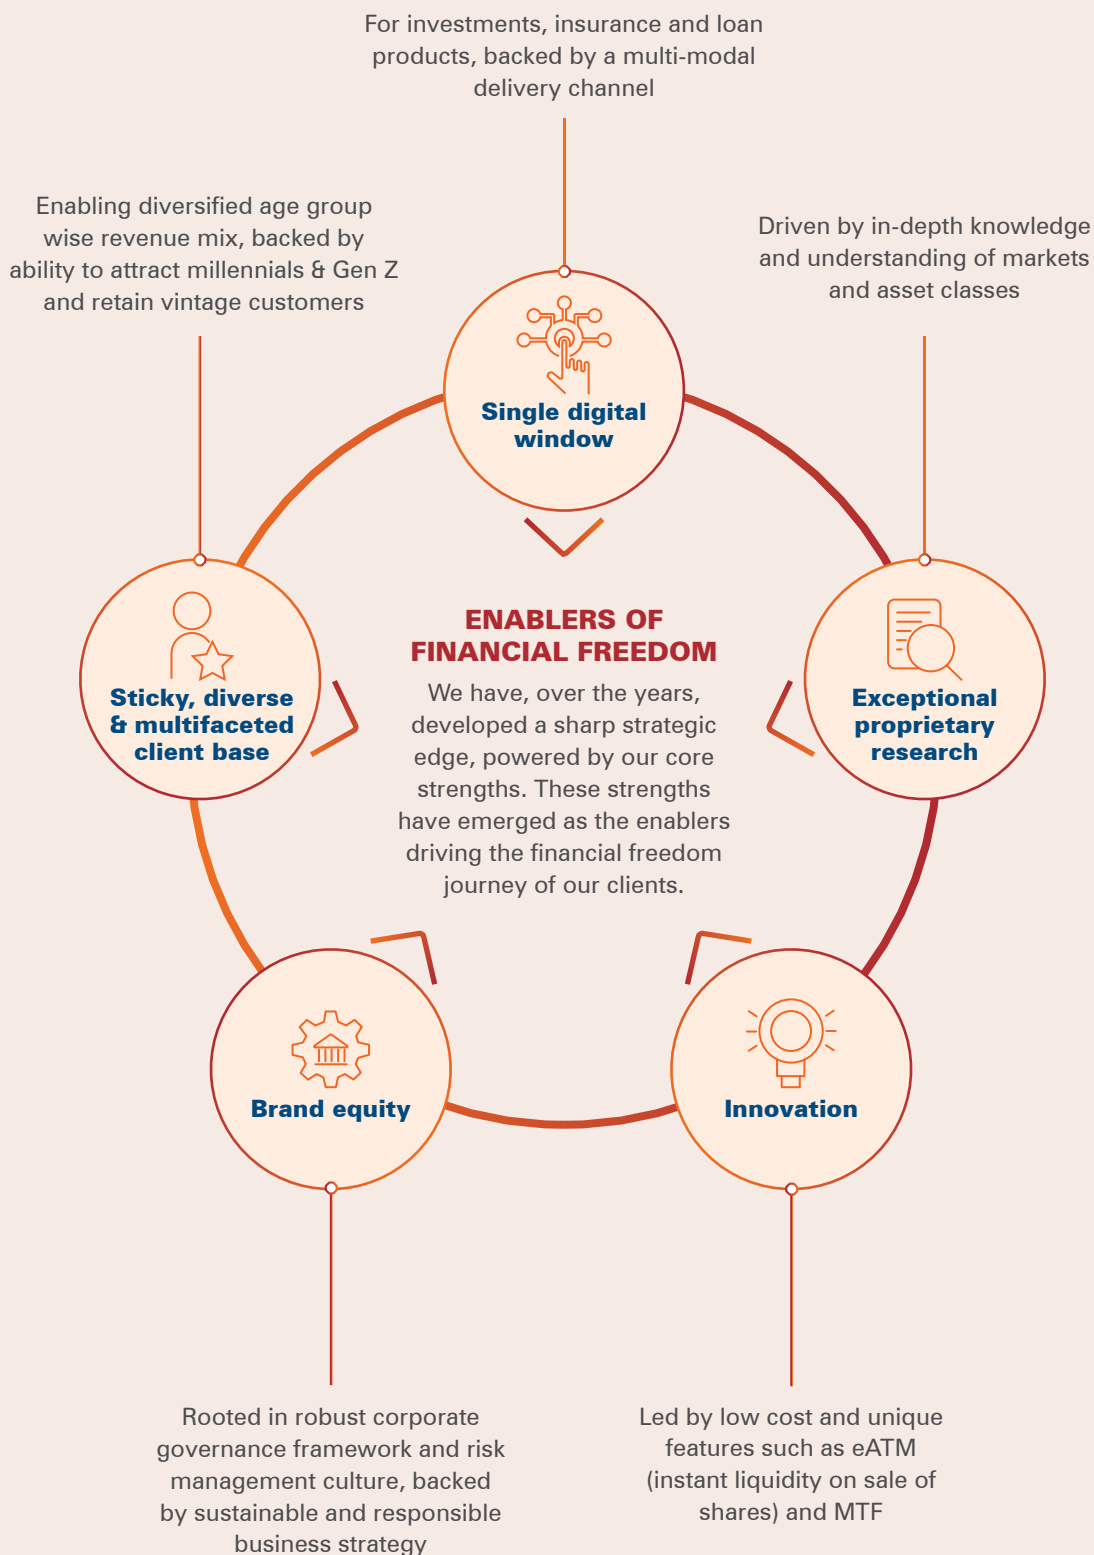 For investments, insurance and loan
products, backed by a multi-modal
delivery channel
Enabling diversified age group
wise revenue mix, backed by
ability to attract millennials & Gen Z
and retain vintage customers
Driven by in-depth knowledge
and understanding of markets
and asset classes
Single digital
window
Sticky, diverse
& multifaceted
client base
ENABLERS OF
FINANCIAL FREEDOM
We have, over the years,
developed a sharp strategic
edge, powered by our core
strengths. These strengths
have emerged as the enablers
driving the financial freedom
journey of our clients.
Exceptional
proprietary
research
Brand equity
Innovation
Rooted in robust corporate
governance framework and risk
management culture, backed
by sustainable and responsible
business strategy
Led by low cost and unique
features such as eATM
(instant liquidity on sale of
shares) and MTF